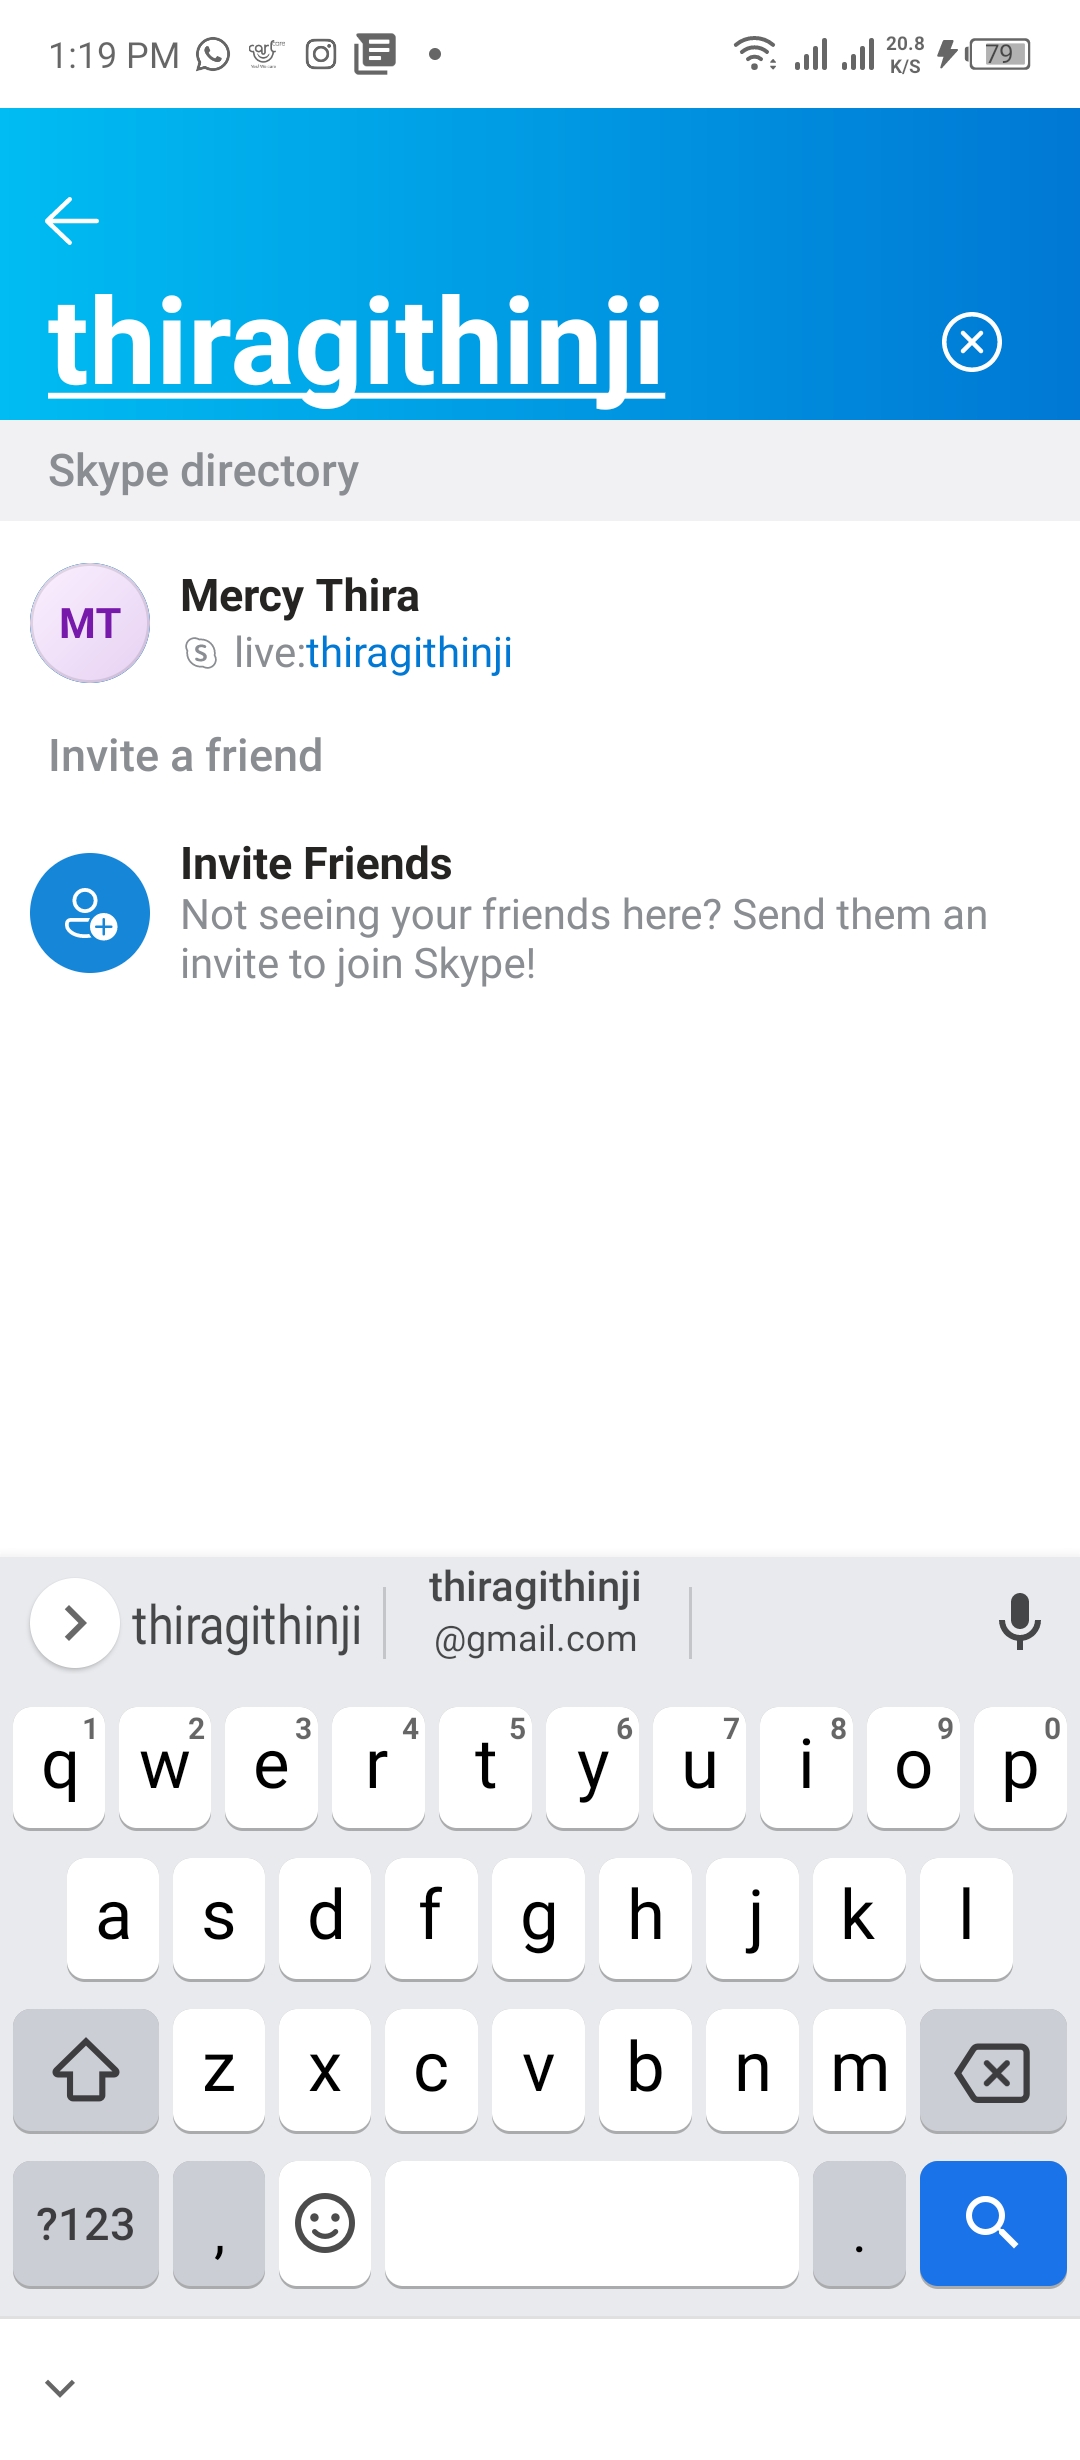 1:19 PM
20.8
K/S
79
thiragithinji
Skype directory
MT
Mercy Thira
live:thiragithinji
Invite a friend
Invite Friends
Not seeing your friends here? Send them an
invite to join Skype!
thiragithinji
thiragithinji
@gmail.com
1 2 3 4 5 6 7 8 9 0
q w e r t y u i o p
a s d f g h j k l
z x c v b n m
?123 , .